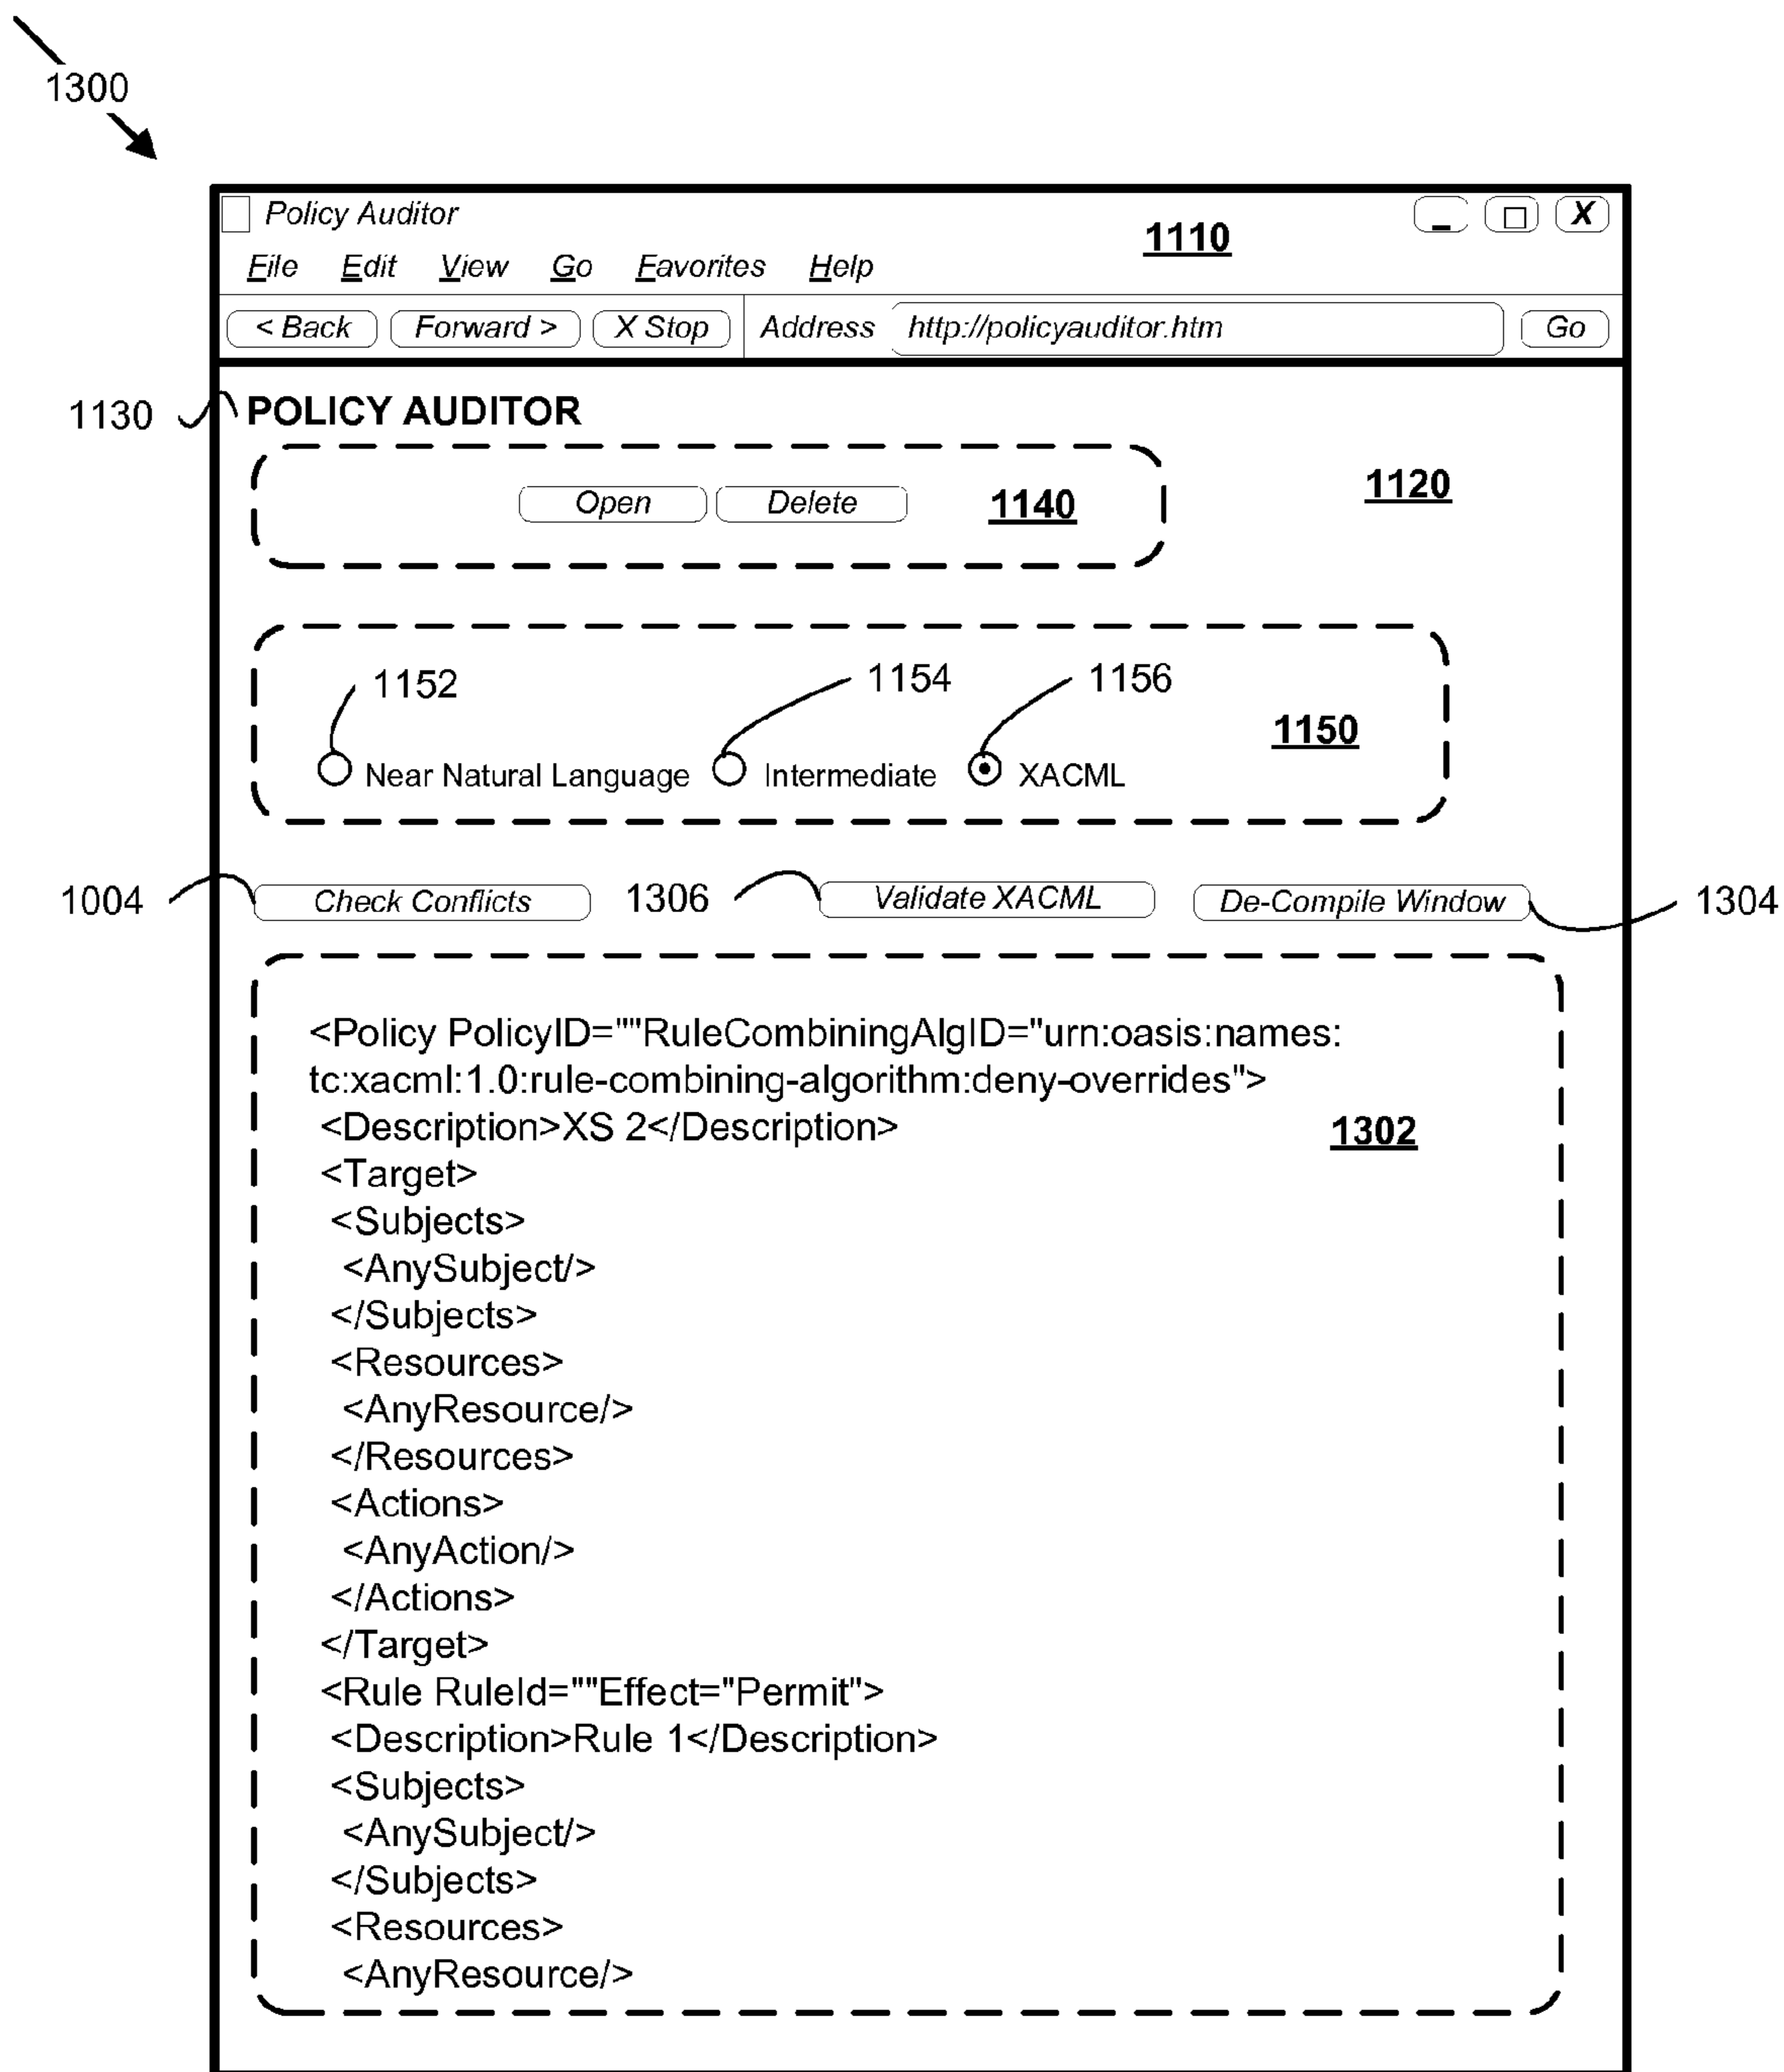 1300
Policy Auditor
1110
X
File Edit View Go Favorites Help
< Back Forward > X Stop Address http://policyauditor.htm Go
1130
POLICY AUDITOR
1120
Open Delete 1140
1152 1154 1156
1150
Near Natural Language Intermediate XACML
1004 Check Conflicts 1306 Validate XACML De-Compile Window 1304
<Policy PolicyID=""RuleCombiningAlgID="urn:oasis:names:
tc:xacml:1.0:rule-combining-algorithm:deny-overrides">
<Description>XS 2</Description>
1302
<Target>
<Subjects>
<AnySubject/>
</Subjects>
<Resources>
<AnyResource/>
</Resources>
<Actions>
<AnyAction/>
</Actions>
</Target>
<Rule RuleId=""Effect="Permit">
<Description>Rule 1</Description>
<Subjects>
<AnySubject/>
</Subjects>
<Resources>
<AnyResource/>